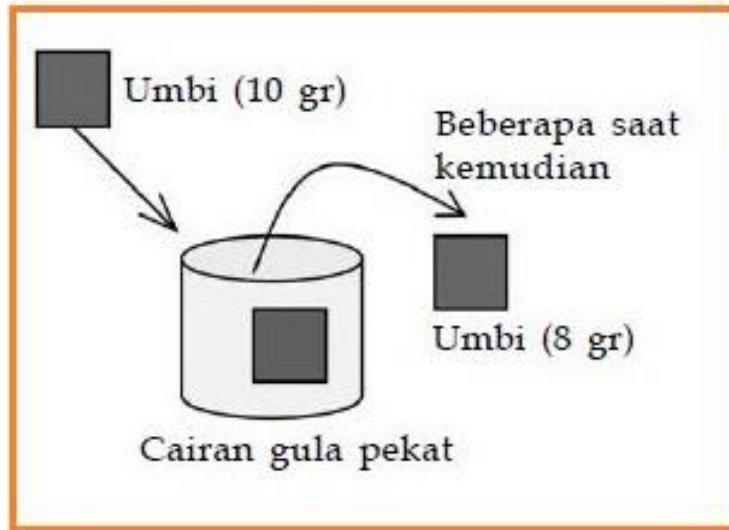 Umbi (10 gr)
Beberapa saat
kemudian
Umbi (8 gr)
Cairan gula pekat